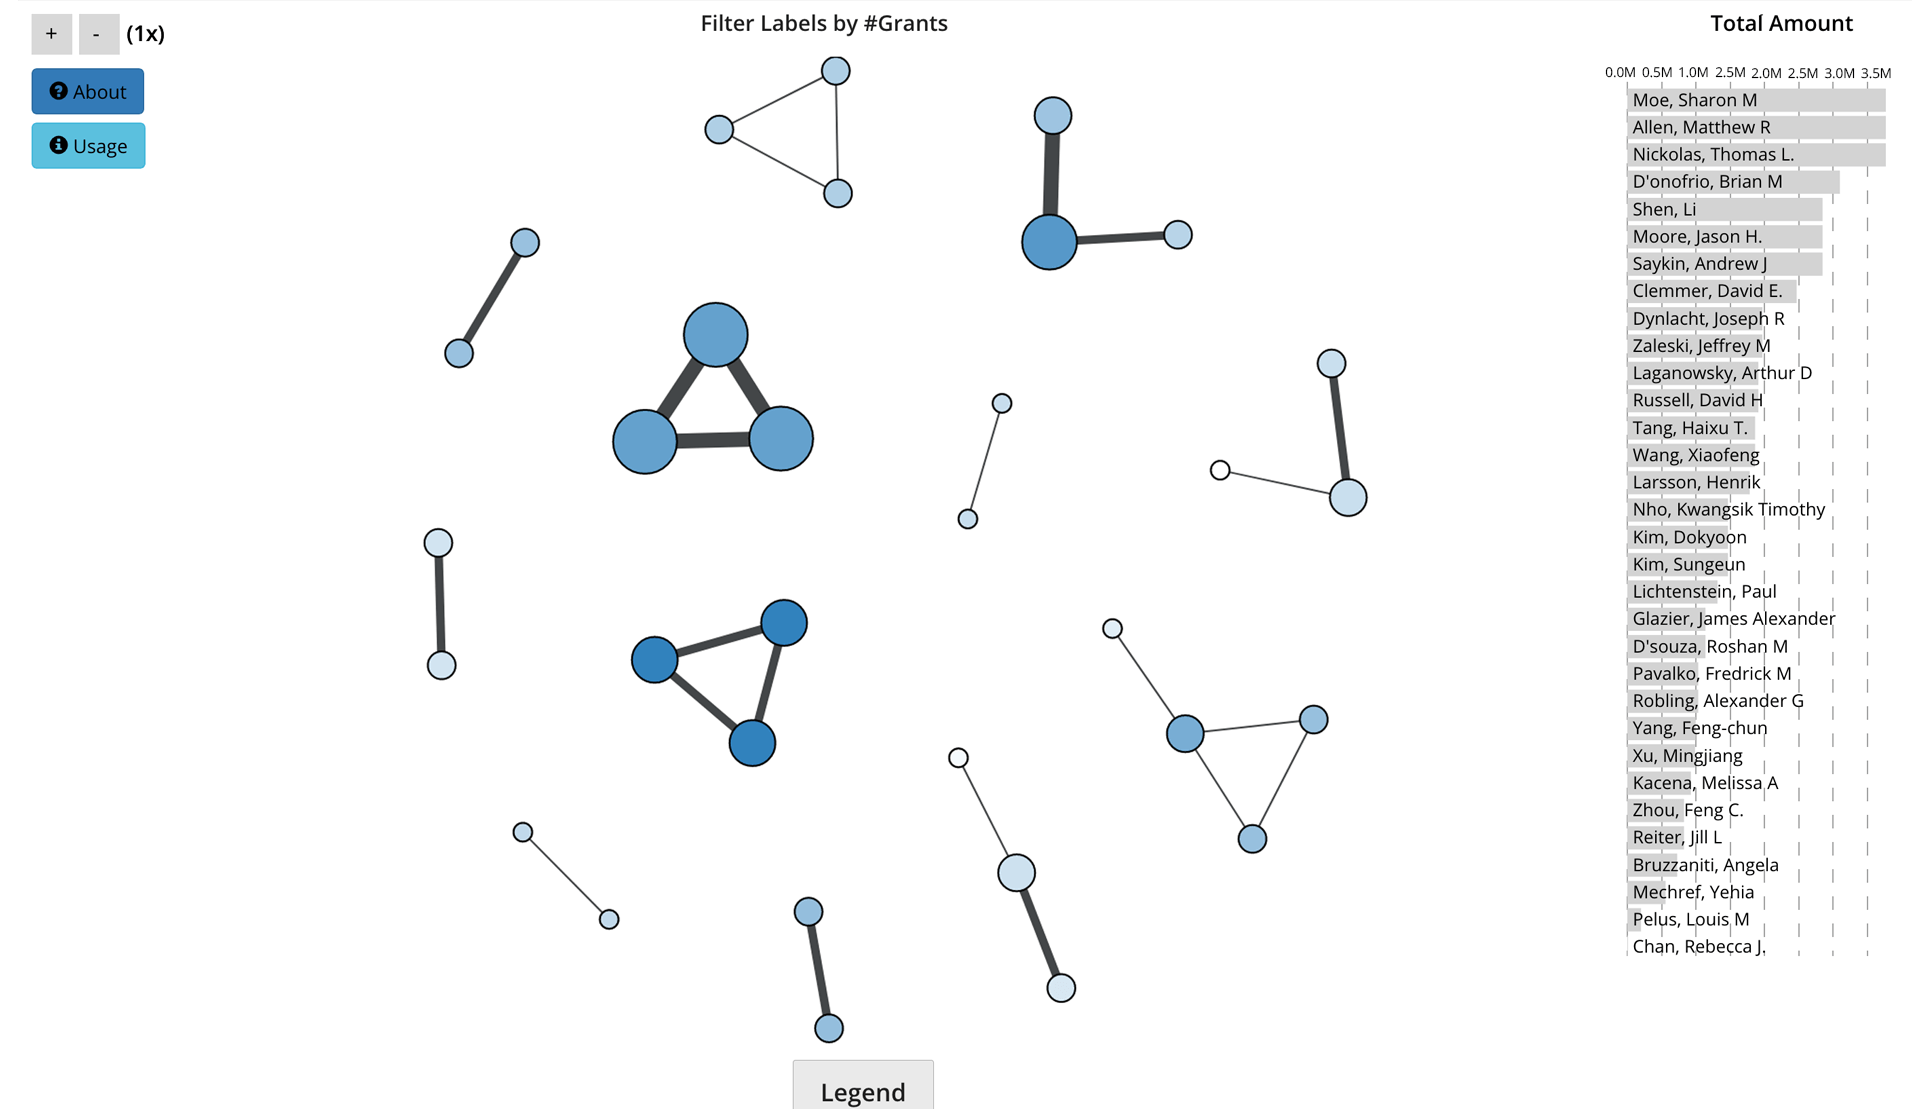 + - (1x)
Filter Labels by #Grants
Total Amount
About
Usage
0.0M 0.5M 1.0M 2.5M 2.0M 2.5M 3.0M 3.5M
Moe, Sharon M
Allen, Matthew R
Nickolas, Thomas L.
D'onofrio, Brian M
Shen, Li
Moore, Jason H.
Saykin, Andrew J
Clemmer, David E.
Dynlacht, Joseph R
Zaleski, Jeffrey M
Laganowsky, Arthur D
Russell, David H
Tang, Haixu T.
Wang, Xiaofeng
Larsson, Henrik
Nho, Kwangsik Timothy
Kim, Dokyoon
Kim, Sungeun
Lichtenstein, Paul
Glazier, James Alexander
D'souza, Roshan M
Pavalko, Fredrick M
Robling, Alexander G
Yang, Feng-chun
Xu, Mingjiang
Kacena, Melissa A
Zhou, Feng C.
Reiter, Jill L
Bruzzaniti, Angela
Mechref, Yehia
Pelus, Louis M
Chan, Rebecca J.
Legend